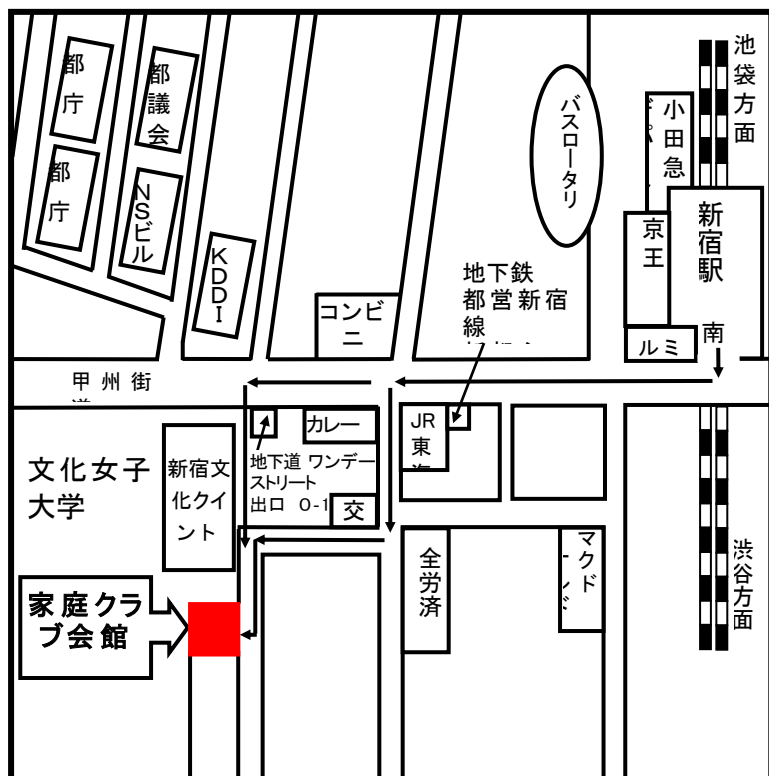 都庁
都議会
都庁
NSビル
KDDI
コンビ
ニ
バスロータリ
小田急
池袋方面
新宿駅
京王
ルミ
南
地下鉄
都営新宿
線
甲州街
カレー
地下道 ワンデー
ストリート
出口 0-1
交
JR
東
文化女子
大学
新宿文
化クイ
ント
家庭クラ
ブ会館
全労済
マクド
渋谷方面